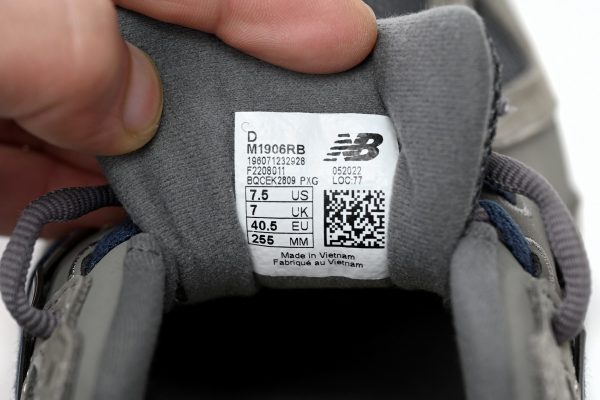 D
M1906RB
196071232928
F2208011 052022
BQCEK2809 PXG LOC:77
7.5 US
7 UK
40.5 EU
255 MM
Made in Vietnam
Fabriqué au Vietnam
NB